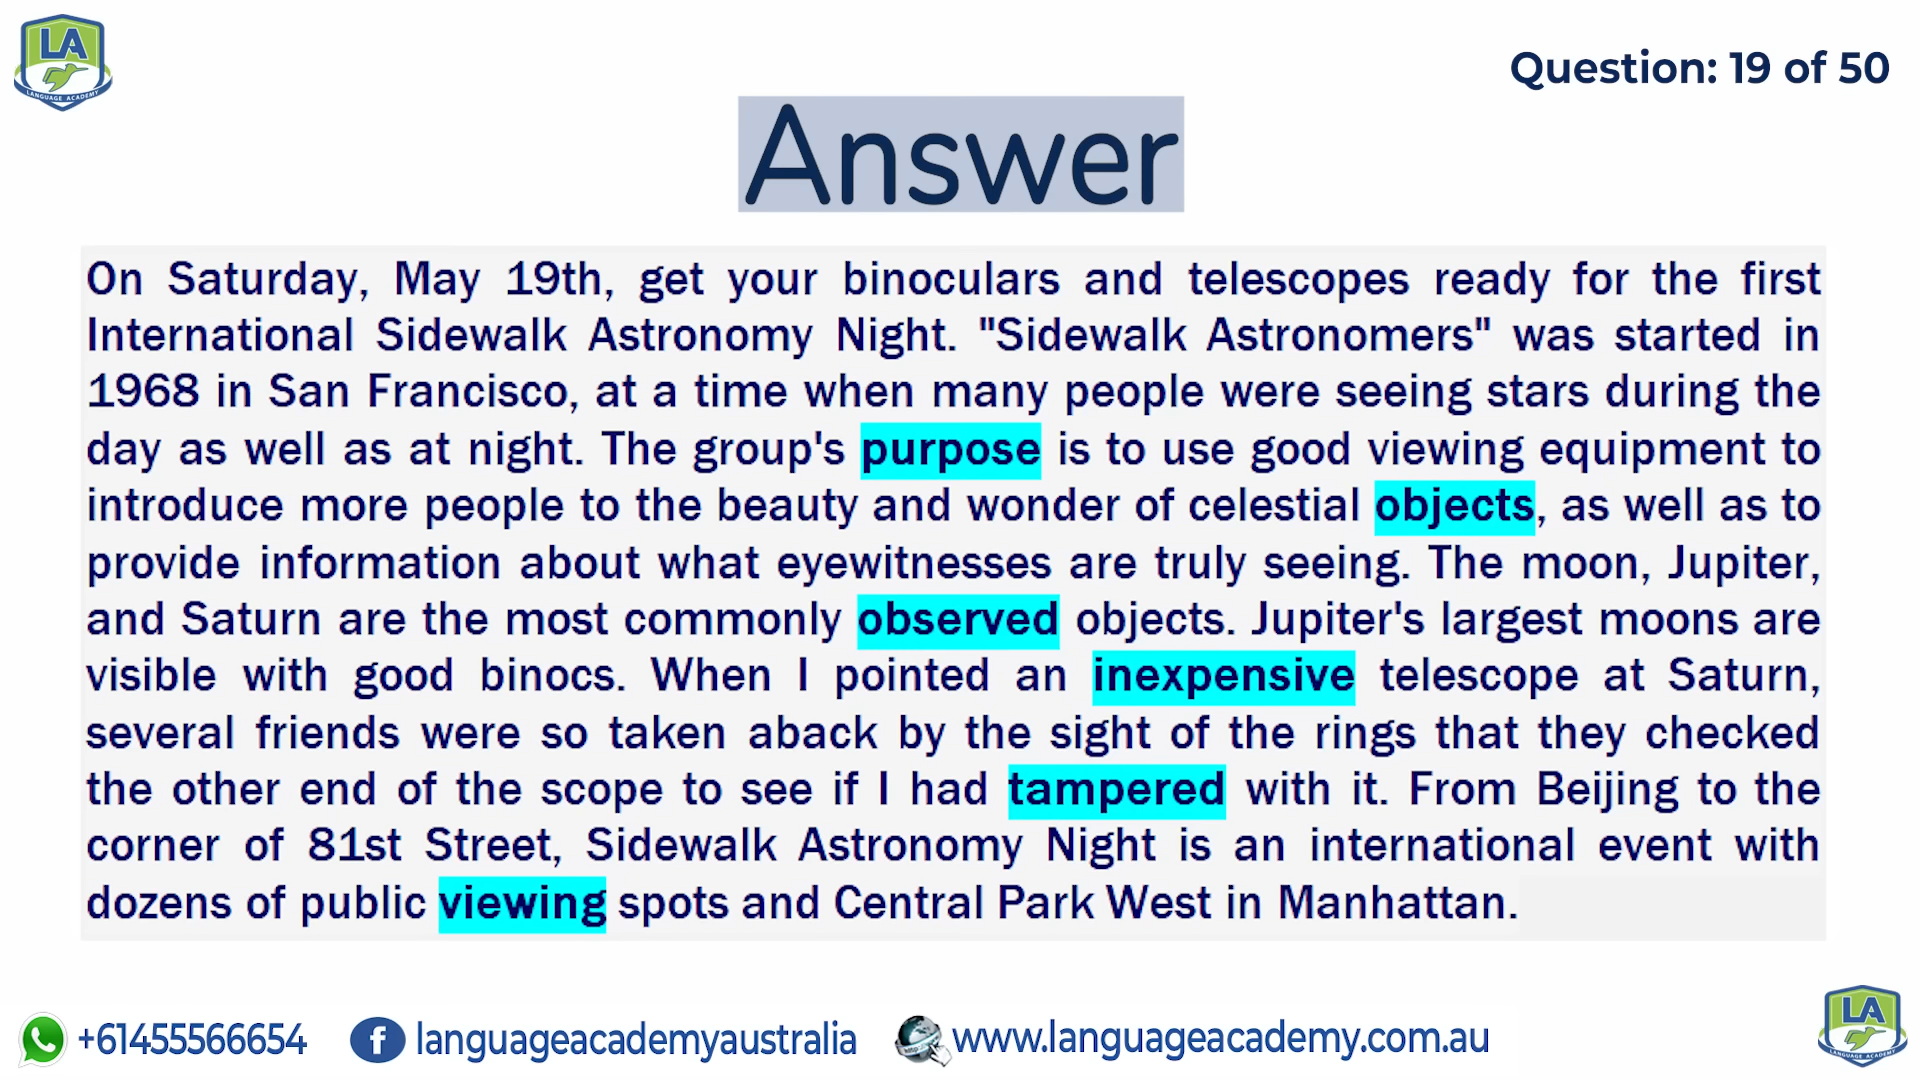 LA
LANGUAGE ACADEMY
Question: 19 of 50
Answer
On Saturday, May 19th, get your binoculars and telescopes ready for the first
International Sidewalk Astronomy Night. "Sidewalk Astronomers" was started in
1968 in San Francisco, at a time when many people were seeing stars during the
day as well as at night. The group's purpose is to use good viewing equipment to
introduce more people to the beauty and wonder of celestial objects, as well as to
provide information about what eyewitnesses are truly seeing. The moon, Jupiter,
and Saturn are the most commonly observed objects. Jupiter's largest moons are
visible with good binocs. When I pointed an inexpensive telescope at Saturn,
several friends were so taken aback by the sight of the rings that they checked
the other end of the scope to see if I had tampered with it. From Beijing to the
corner of 81st Street, Sidewalk Astronomy Night is an international event with
dozens of public viewing spots and Central Park West in Manhattan.
+61455566654
f languageacademyaustralia
http:// www.languageacademy.com.au
LA
LANGUAGE ACADEMY